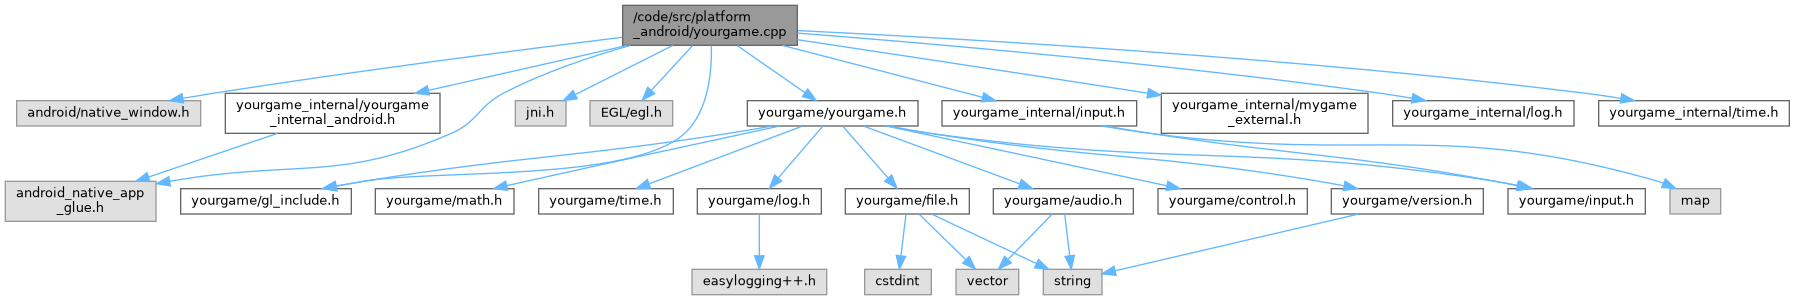 /code/src/platform
_android/yourgame.cpp
android/native_window.h
yourgame_internal/yourgame
_internal_android.h
jni.h
EGL/egl.h
yourgame/yourgame.h
yourgame_internal/input.h
yourgame_internal/mygame
_external.h
yourgame_internal/log.h
yourgame_internal/time.h
android_native_app
_glue.h
yourgame/gl_include.h
yourgame/math.h
yourgame/time.h
yourgame/log.h
yourgame/file.h
yourgame/audio.h
yourgame/control.h
yourgame/version.h
yourgame/input.h
map
easylogging++.h
cstdint
vector
string